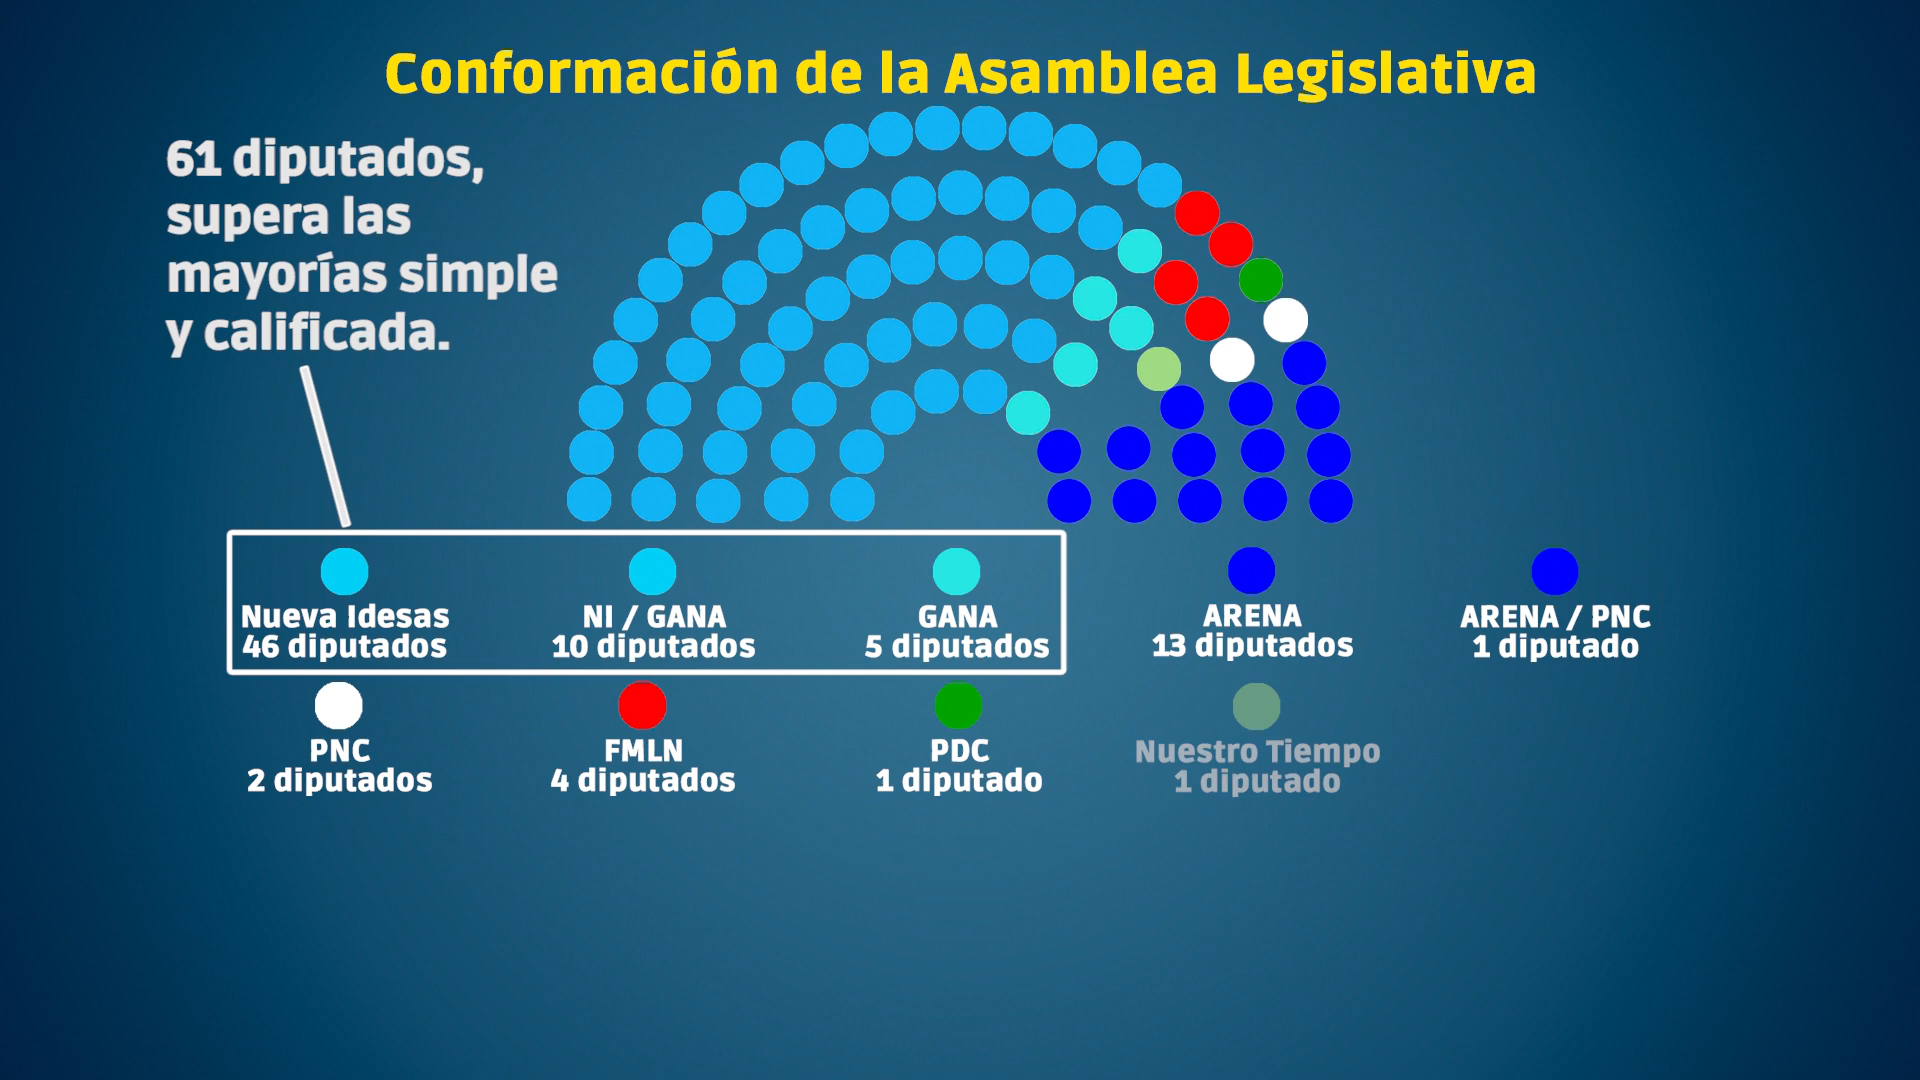 Conformación de la Asamblea Legislativa
61 diputados,
supera las
mayorías simple
y calificada.
Nueva Idesas
46 diputados
NI / GANA
10 diputados
GANA
5 diputados
ARENA
13 diputados
ARENA / PNC
1 diputado
PNC
2 diputados
FMLN
4 diputados
PDC
1 diputado
Nuestro Tiempo
1 diputado